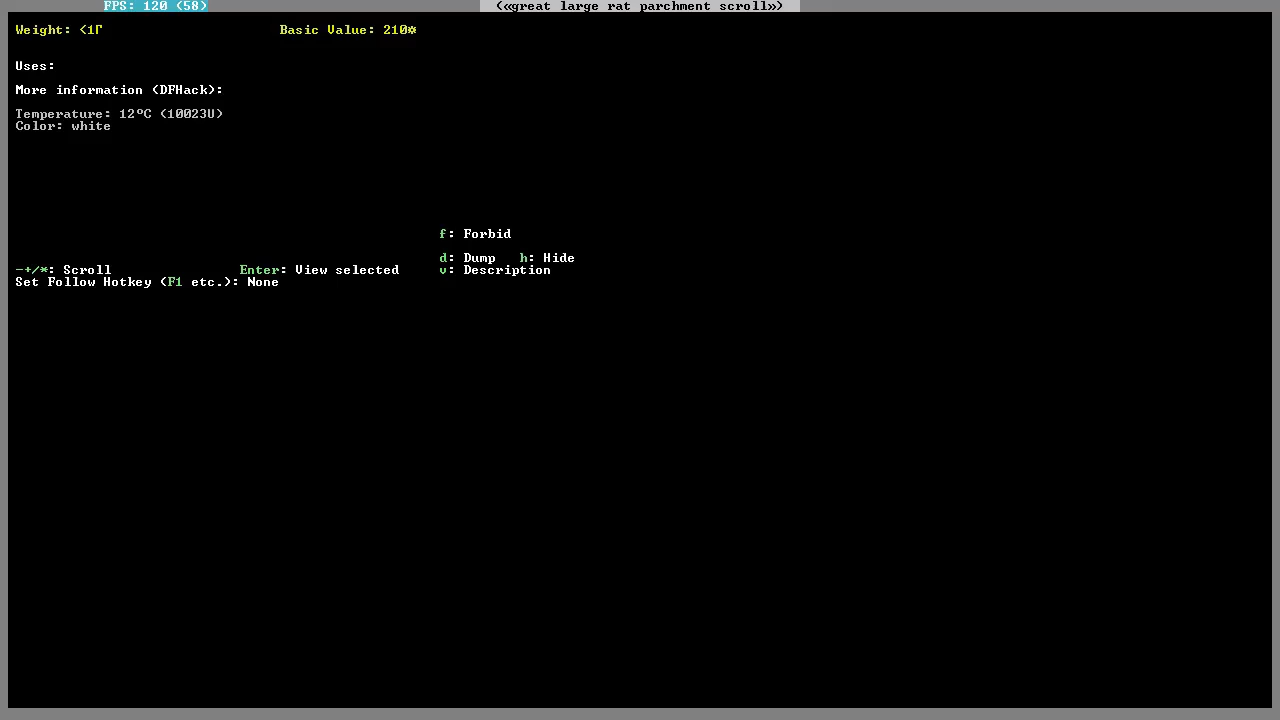 FPS: 120 (58)
(«great large rat parchment scroll»)
Weight: <1Γ Basic Value: 210☼
Uses:
More information (DFHack):
Temperature: 12ºC (10023U)
Color: white
f: Forbid
d: Dump h: Hide
-+/*: Scroll Enter: View selected v: Description
Set Follow Hotkey (F1 etc.): None